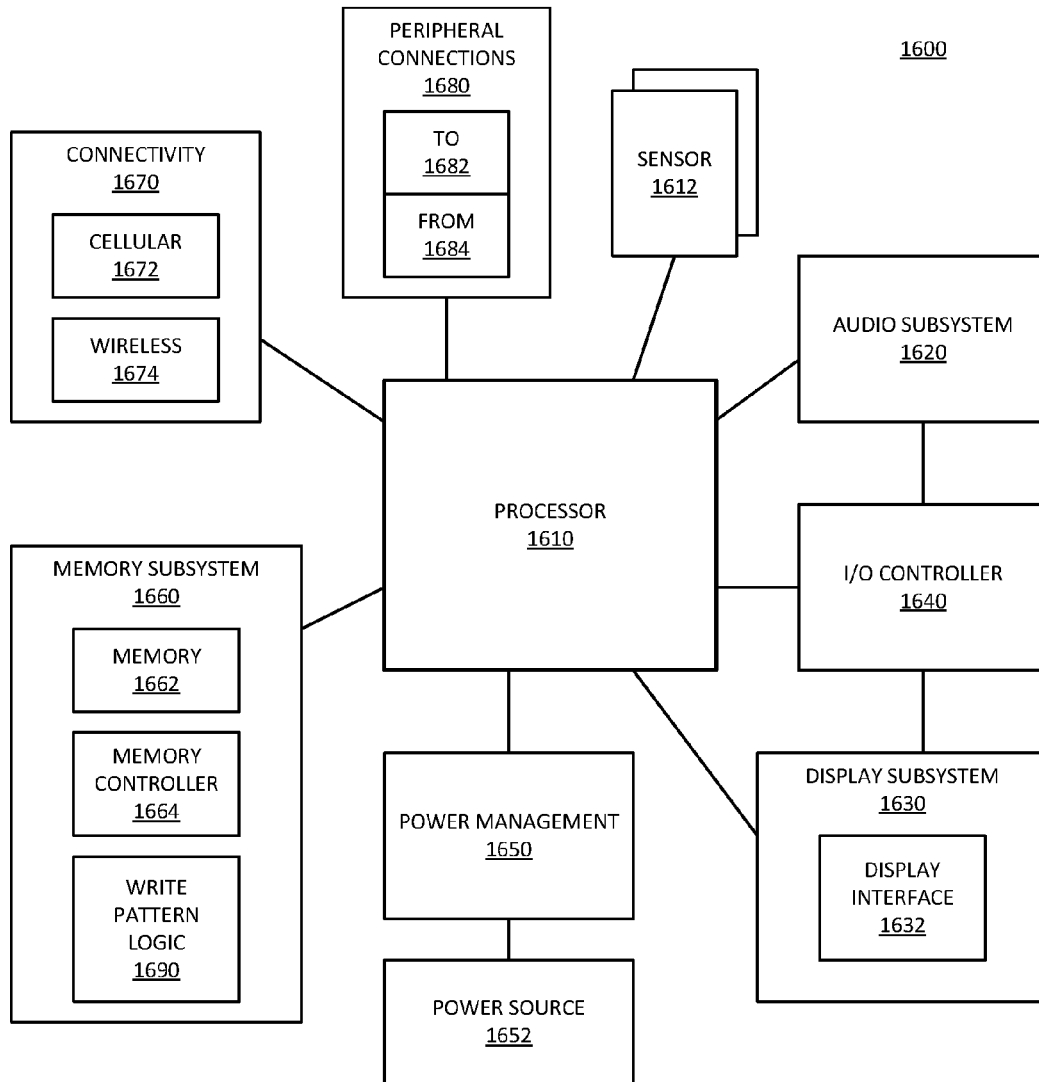 PERIPHERAL
CONNECTIONS
1680
TO
1682
FROM
1684
1600
SENSOR
1612
CONNECTIVITY
1670
CELLULAR
1672
WIRELESS
1674
AUDIO SUBSYSTEM
1620
PROCESSOR
1610
I/O CONTROLLER
1640
MEMORY SUBSYSTEM
1660
MEMORY
1662
MEMORY
CONTROLLER
1664
WRITE
PATTERN
LOGIC
1690
POWER MANAGEMENT
1650
POWER SOURCE
1652
DISPLAY SUBSYSTEM
1630
DISPLAY
INTERFACE
1632